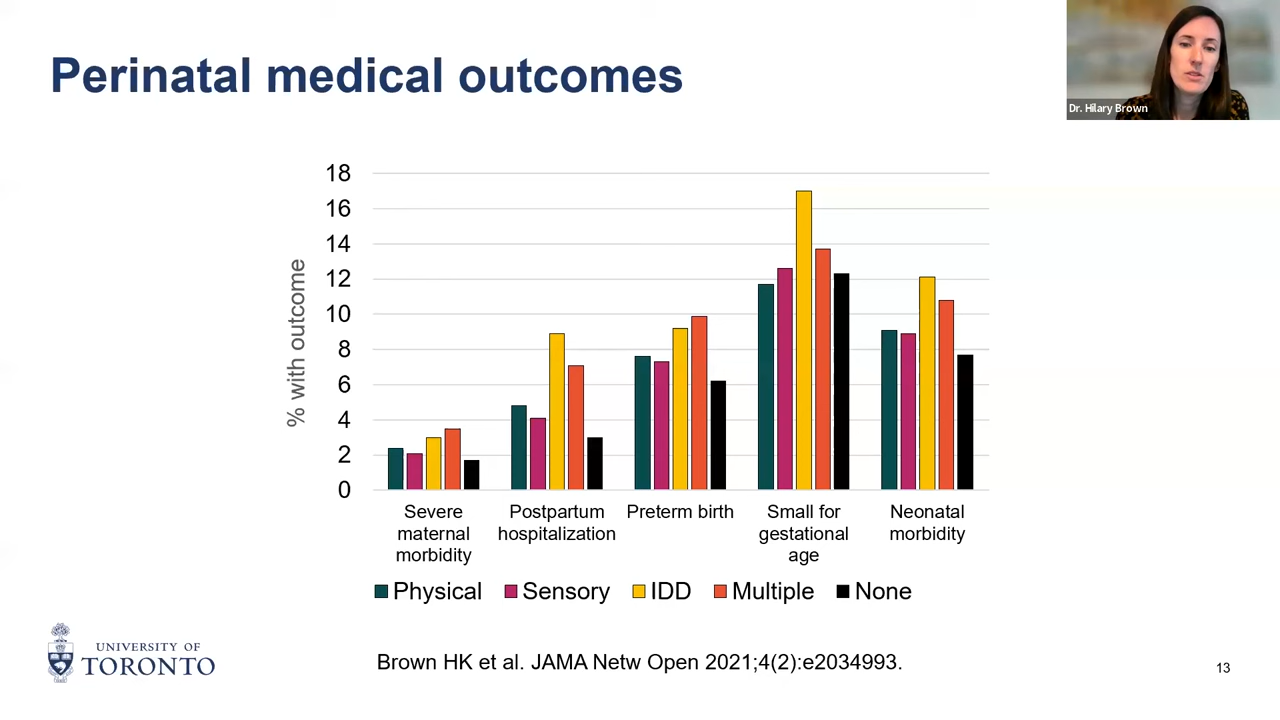 Perinatal medical outcomes
Dr. Hilary Brown
% with outcome
18
16
14
12
10
8
6
4
2
0
Severe
maternal
morbidity
Postpartum
hospitalization
Preterm birth
Small for
gestational
age
Neonatal
morbidity
Physical Sensory IDD Multiple None
UNIVERSITY OF
TORONTO
Brown HK et al. JAMA Netw Open 2021;4(2):e2034993.
13